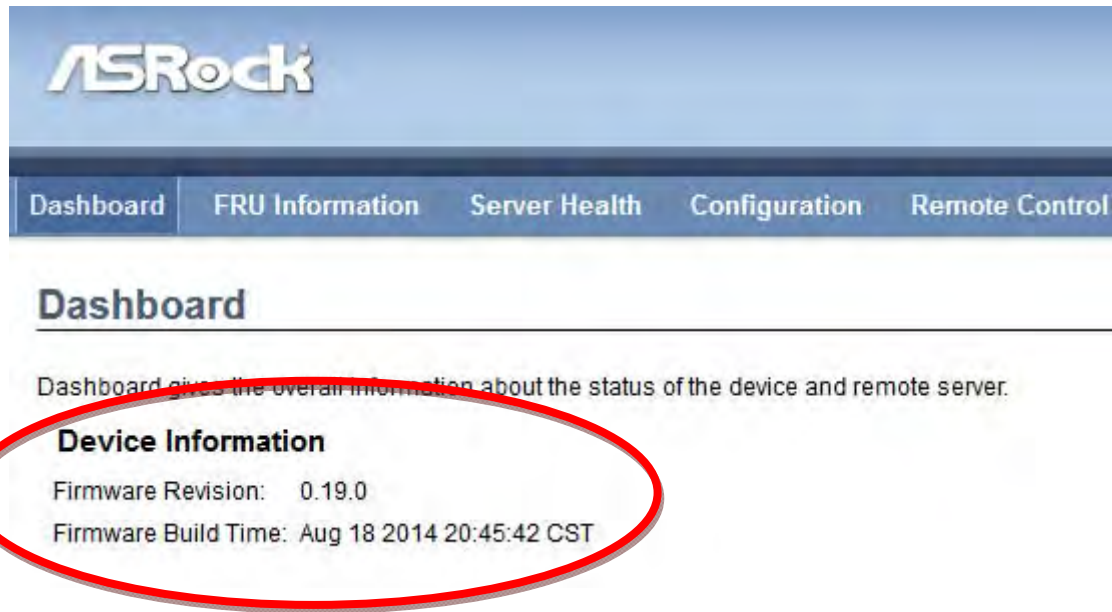 ASRock
Dashboard FRU Information Server Health Configuration Remote Control
Dashboard
Dashboard gives the overall information about the status of the device and remote server.
Device Information
Firmware Revision: 0.19.0
Firmware Build Time: Aug 18 2014 20:45:42 CST